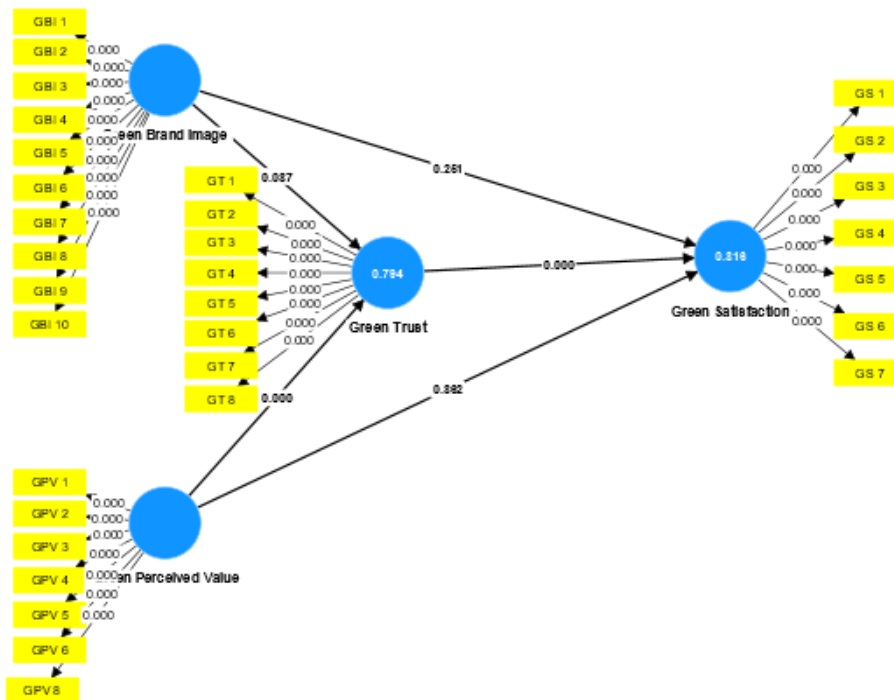 GBI 1
GBI 2
GBI 3
GBI 4
GBI 5
GBI 6
GBI 7
GBI 8
GBI 9
GBI 10
0.000
0.000
0.000
0.000
0.000
0.000
0.000
0.000
0.000
Brand Image
0.087
0.251
GT 1
GT 2
GT 3
GT 4
GT 5
GT 6
GT 7
GT 8
0.000
0.000
0.000
0.000
0.000
0.000
0.000
0.000
0.794
Green Trust
0.000
0.000
0.862
GS 1
GS 2
GS 3
GS 4
GS 5
GS 6
GS 7
0.000
0.000
0.000
0.000
0.000
0.000
0.000
0.816
Green Satisfaction
GPV 1
GPV 2
GPV 3
GPV 4
GPV 5
GPV 6
GPV 8
0.000
0.000
0.000
0.000
0.000
0.000
0.000
Perceived Value